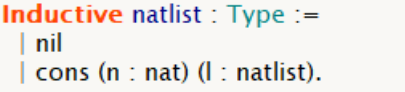 Inductive natlist : Type :=
| nil
| cons (n : nat) (l : natlist).